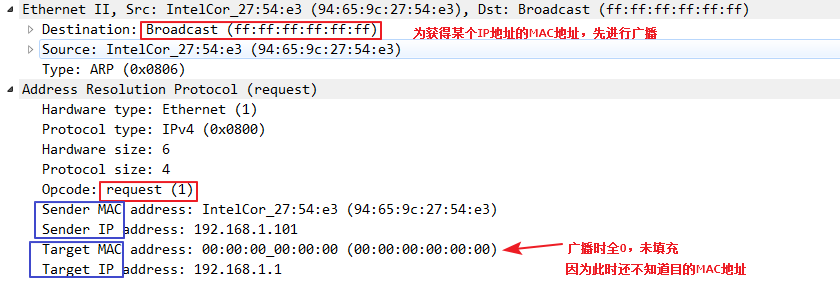 Ethernet II, Src: IntelCor_27:54:e3 (94:65:9c:27:54:e3), Dst: Broadcast (ff:ff:ff:ff:ff:ff)
Destination: Broadcast (ff:ff:ff:ff:ff:ff) 为获得某个IP地址的MAC地址，先进行广播
Source: IntelCor_27:54:e3 (94:65:9c:27:54:e3)
Type: ARP (0x0806)
Address Resolution Protocol (request)
Hardware type: Ethernet (1)
Protocol type: IPv4 (0x0800)
Hardware size: 6
Protocol size: 4
Opcode: request (1)
Sender MAC address: IntelCor_27:54:e3 (94:65:9c:27:54:e3)
Sender IP address: 192.168.1.101
Target MAC address: 00:00:00_00:00:00 (00:00:00:00:00:00) 广播时全0，未填充
Target IP address: 192.168.1.1 因为此时还不知道目的MAC地址